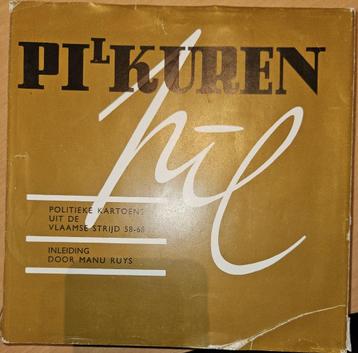 PILKUREN
pil
POLITIEKE KARTOENS
UIT DE
VLAAMSE STRIJD 58-68
INLEIDING
DOOR MANU RUYS